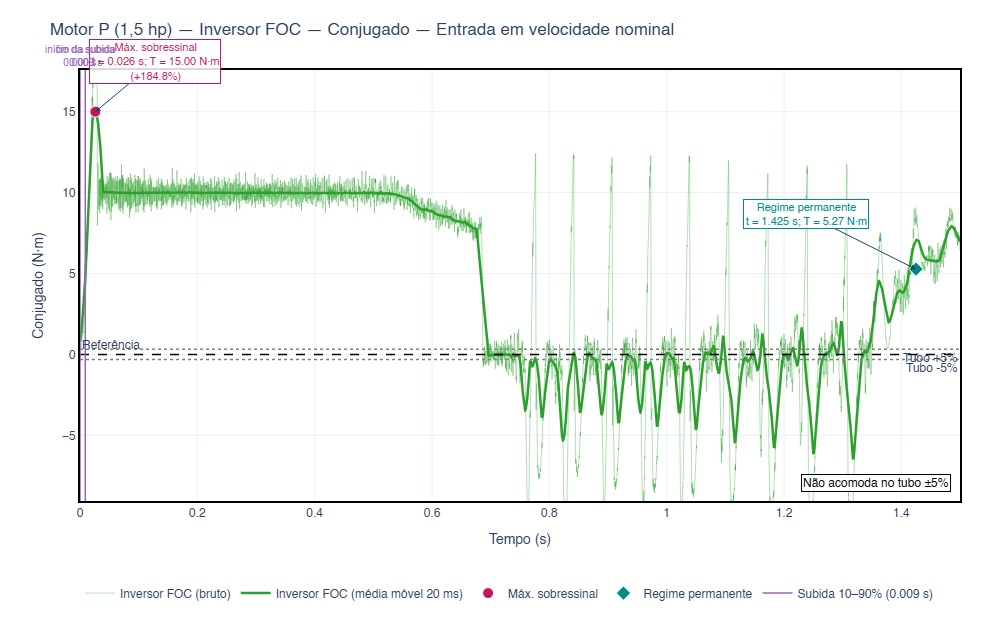 Motor P (1,5 hp) — Inversor FOC — Conjugado — Entrada em velocidade nominal
Máx. sobressinal
t = 0.026 s; T = 15.00 N·m
(+184.8%)
15
10
5
0
−5
Conjugado (N·m)
Regime permanente
t = 1.425 s; T = 5.27 N·m
Referência
Tubo +5%
Tubo -5%
Não acomoda no tubo ±5%
0
0.2
0.4
0.6
0.8
1
1.2
1.4
Tempo (s)
Inversor FOC (bruto)
Inversor FOC (média móvel 20 ms)
Máx. sobressinal
Regime permanente
Subida 10–90% (0.009 s)